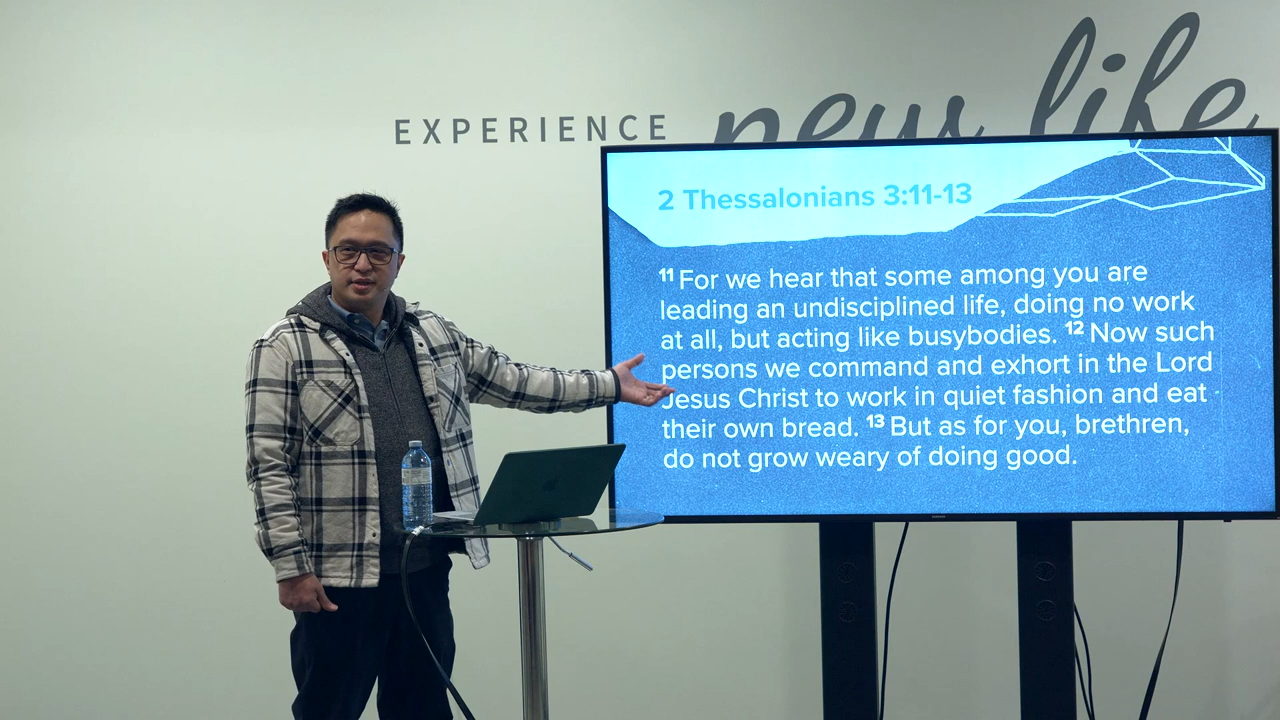 EXPERIENCE new life
2 Thessalonians 3:11-13
¹¹ For we hear that some among you are
leading an undisciplined life, doing no work
at all, but acting like busybodies. ¹² Now such
persons we command and exhort in the Lord
Jesus Christ to work in quiet fashion and eat
their own bread. ¹³ But as for you, brethren,
do not grow weary of doing good.